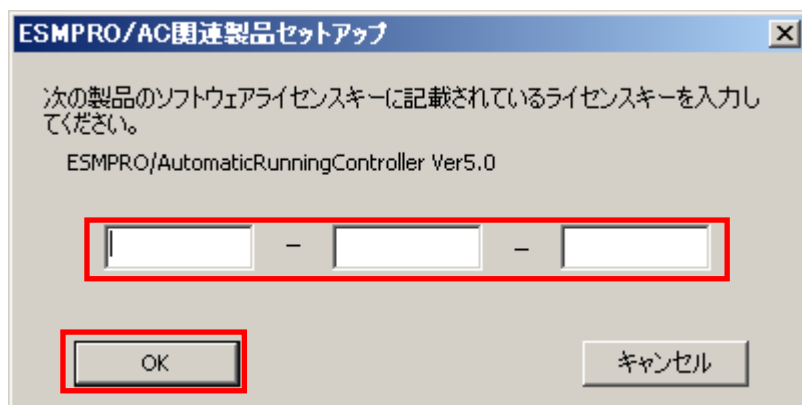 ESMPRO/AC関連製品セットアップ
次の製品のソフトウェアライセンスキーに記載されているライセンスキーを入力し
てください。
ESMPRO/AutomaticRunningController Ver5.0
– –
OK キャンセル